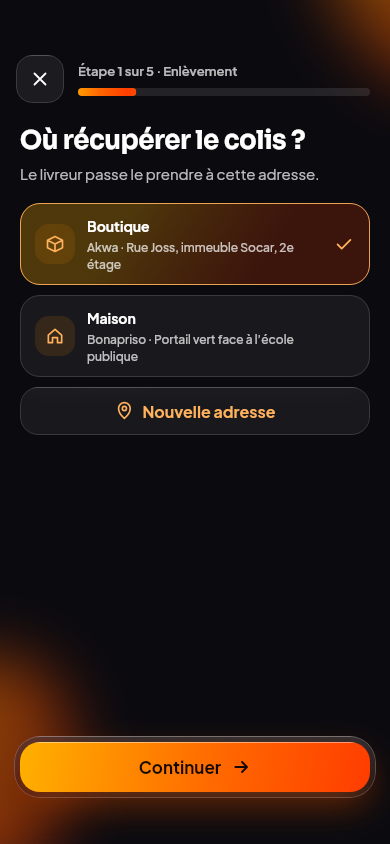 Étape 1 sur 5 · Enlèvement
Où récupérer le colis ?
Le livreur passe le prendre à cette adresse.
Boutique
Akwa · Rue Joss, immeuble Socar, 2e
étage
Maison
Bonapriso · Portail vert face à l'école
publique
Nouvelle adresse
Continuer